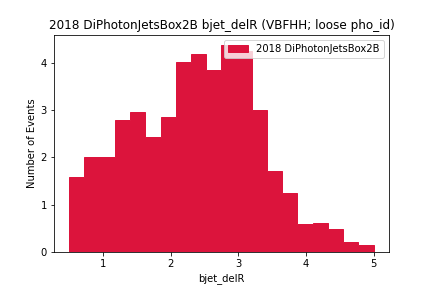 2018 DiPhotonJetsBox2B bjet_delR (VBFHH; loose pho_id)
2018 DiPhotonJetsBox2B
Number of Events
4
3
2
1
0
1 2 3 4 5
bjet_delR